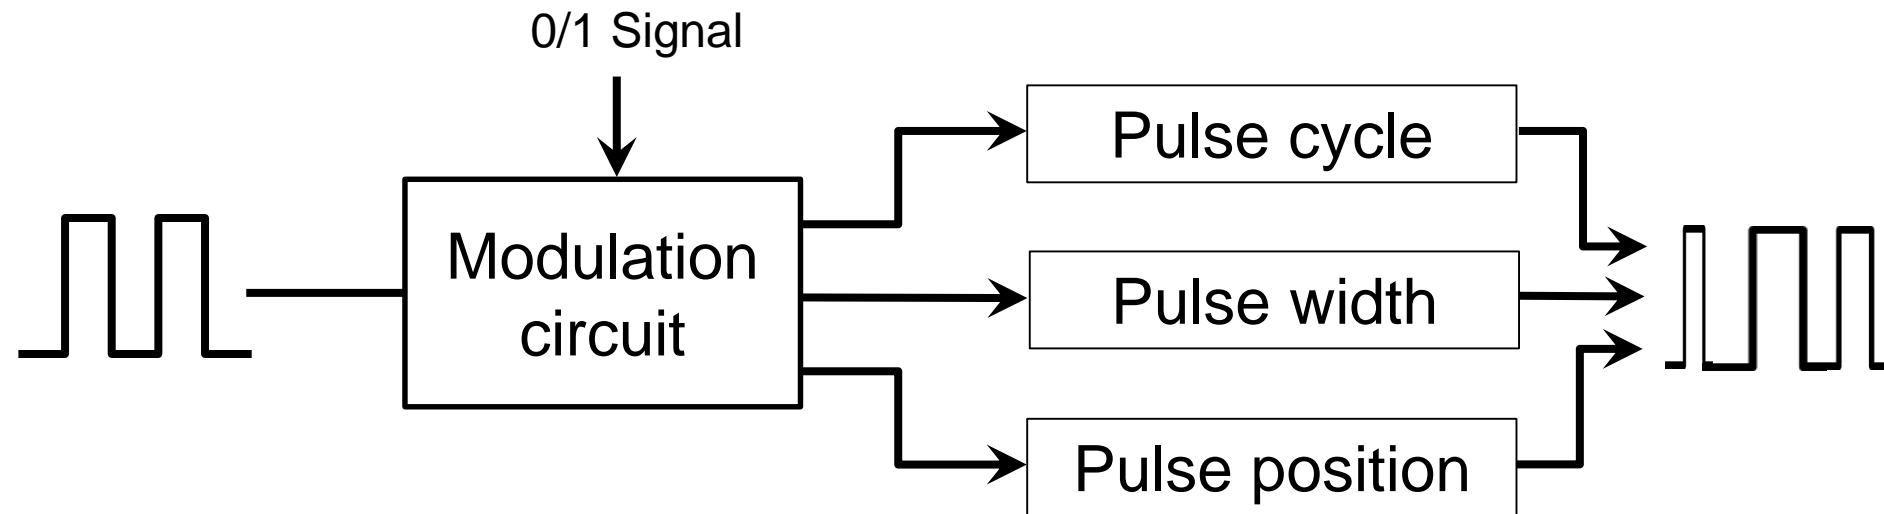 0/1 Signal
Modulation
circuit
Pulse cycle
Pulse width
Pulse position